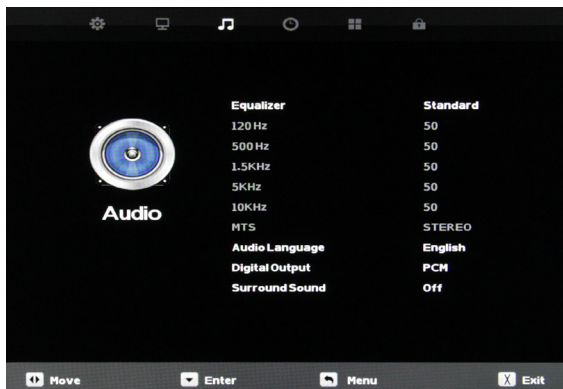 Equalizer Standard
120 Hz 50
500 Hz 50
1.5KHz 50
5KHz 50
10KHz 50
Audio
MTS STEREO
Audio Language English
Digital Output PCM
Surround Sound Off
Move Enter Menu X Exit